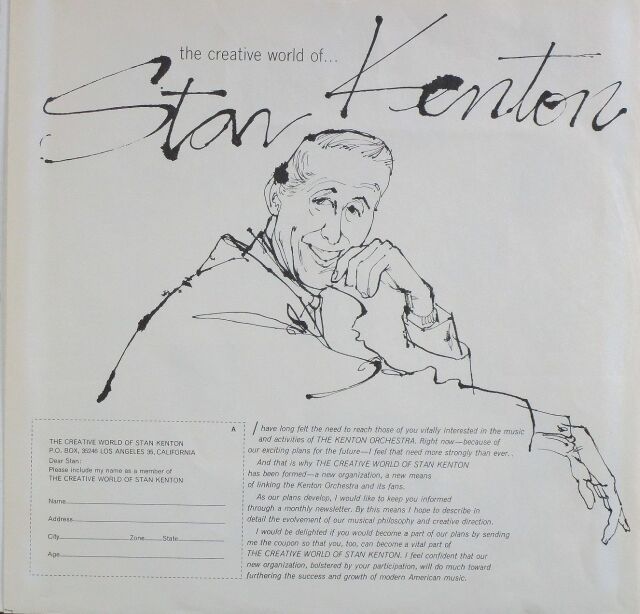 the creative world of...
Stan Kenton
A
THE CREATIVE WORLD OF STAN KENTON
P.O. BOX, 35246 LOS ANGELES 35, CALIFORNIA
Dear Stan:
Please include my name as a member of
THE CREATIVE WORLD OF STAN KENTON
Name
Address
City Zone State
Age
I have long felt the need to reach those of you vitally interested in the music
and activities of THE KENTON ORCHESTRA. Right now—because of
our exciting plans for the future—I feel that need more strongly than ever..
And that is why THE CREATIVE WORLD OF STAN KENTON
has been formed—a new organization, a new means
of linking the Kenton Orchestra and its fans.
As our plans develop, I would like to keep you informed
through a monthly newsletter. By this means I hope to describe in
detail the evolvement of our musical philosophy and creative direction.
I would be delighted if you would become a part of our plans by sending
me the coupon so that you, too, can become a vital part of
THE CREATIVE WORLD OF STAN KENTON. I feel confident that our
new organization, bolstered by your participation, will do much toward
furthering the success and growth of modern American music.